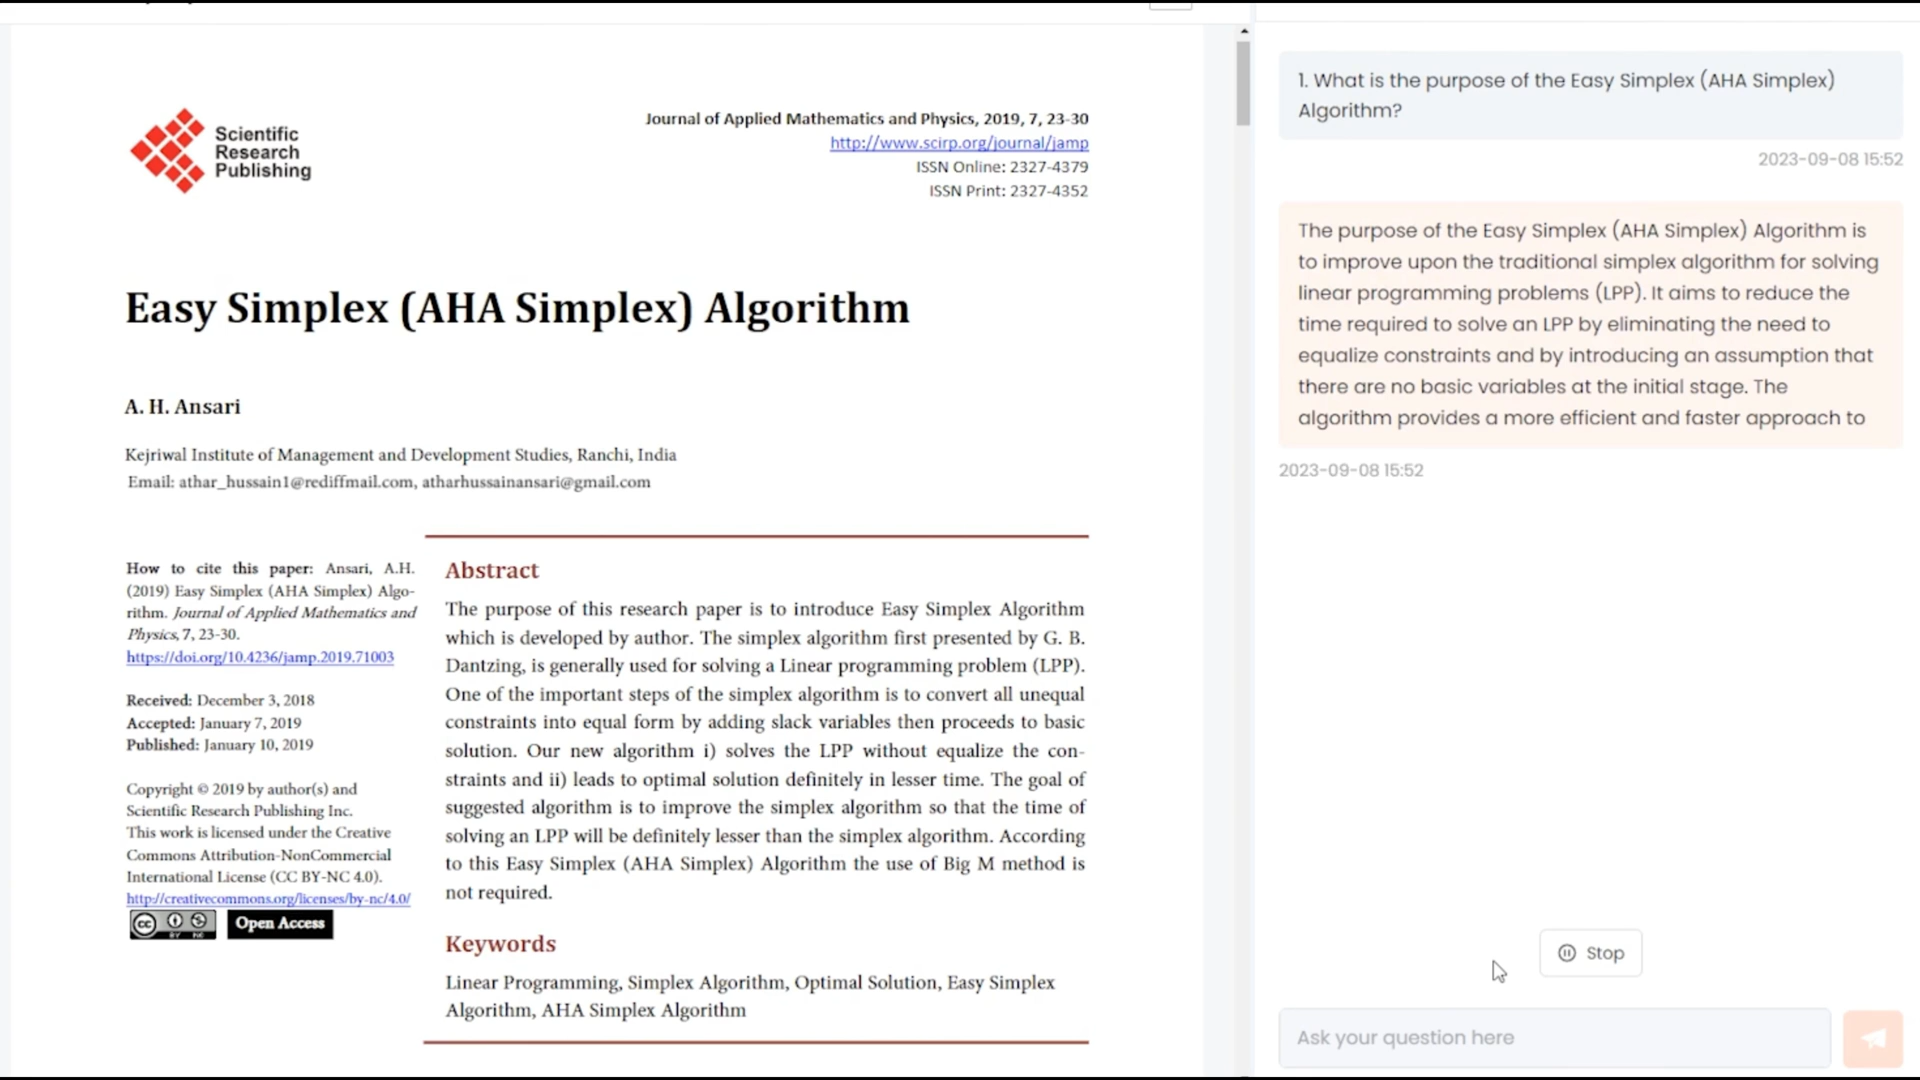 Scientific
Research
Publishing
Journal of Applied Mathematics and Physics, 2019, 7, 23-30
http://www.scirp.org/journal/jamp
ISSN Online: 2327-4379
ISSN Print: 2327-4352
Easy Simplex (AHA Simplex) Algorithm
A. H. Ansari
Kejriwal Institute of Management and Development Studies, Ranchi, India
Email: athar_hussain1@rediffmail.com, atharhussainansari@gmail.com
How to cite this paper: Ansari, A.H.
(2019) Easy Simplex (AHA Simplex) Algo-
rithm. Journal of Applied Mathematics and
Physics, 7, 23-30.
https://doi.org/10.4236/jamp.2019.71003
Received: December 3, 2018
Accepted: January 7, 2019
Published: January 10, 2019
Copyright © 2019 by author(s) and
Scientific Research Publishing Inc.
This work is licensed under the Creative
Commons Attribution-NonCommercial
International License (CC BY-NC 4.0).
http://creativecommons.org/licenses/by-nc/4.0/
cc BY NC Open Access
Abstract
The purpose of this research paper is to introduce Easy Simplex Algorithm
which is developed by author. The simplex algorithm first presented by G. B.
Dantzing, is generally used for solving a Linear programming problem (LPP).
One of the important steps of the simplex algorithm is to convert all unequal
constraints into equal form by adding slack variables then proceeds to basic
solution. Our new algorithm i) solves the LPP without equalize the con-
straints and ii) leads to optimal solution definitely in lesser time. The goal of
suggested algorithm is to improve the simplex algorithm so that the time of
solving an LPP will be definitely lesser than the simplex algorithm. According
to this Easy Simplex (AHA Simplex) Algorithm the use of Big M method is
not required.
Keywords
Linear Programming, Simplex Algorithm, Optimal Solution, Easy Simplex
Algorithm, AHA Simplex Algorithm
1. What is the purpose of the Easy Simplex (AHA Simplex)
Algorithm?
2023-09-08 15:52
The purpose of the Easy Simplex (AHA Simplex) Algorithm is
to improve upon the traditional simplex algorithm for solving
linear programming problems (LPP). It aims to reduce the
time required to solve an LPP by eliminating the need to
equalize constraints and by introducing an assumption that
there are no basic variables at the initial stage. The
algorithm provides a more efficient and faster approach to
2023-09-08 15:52
Stop
Ask your question here